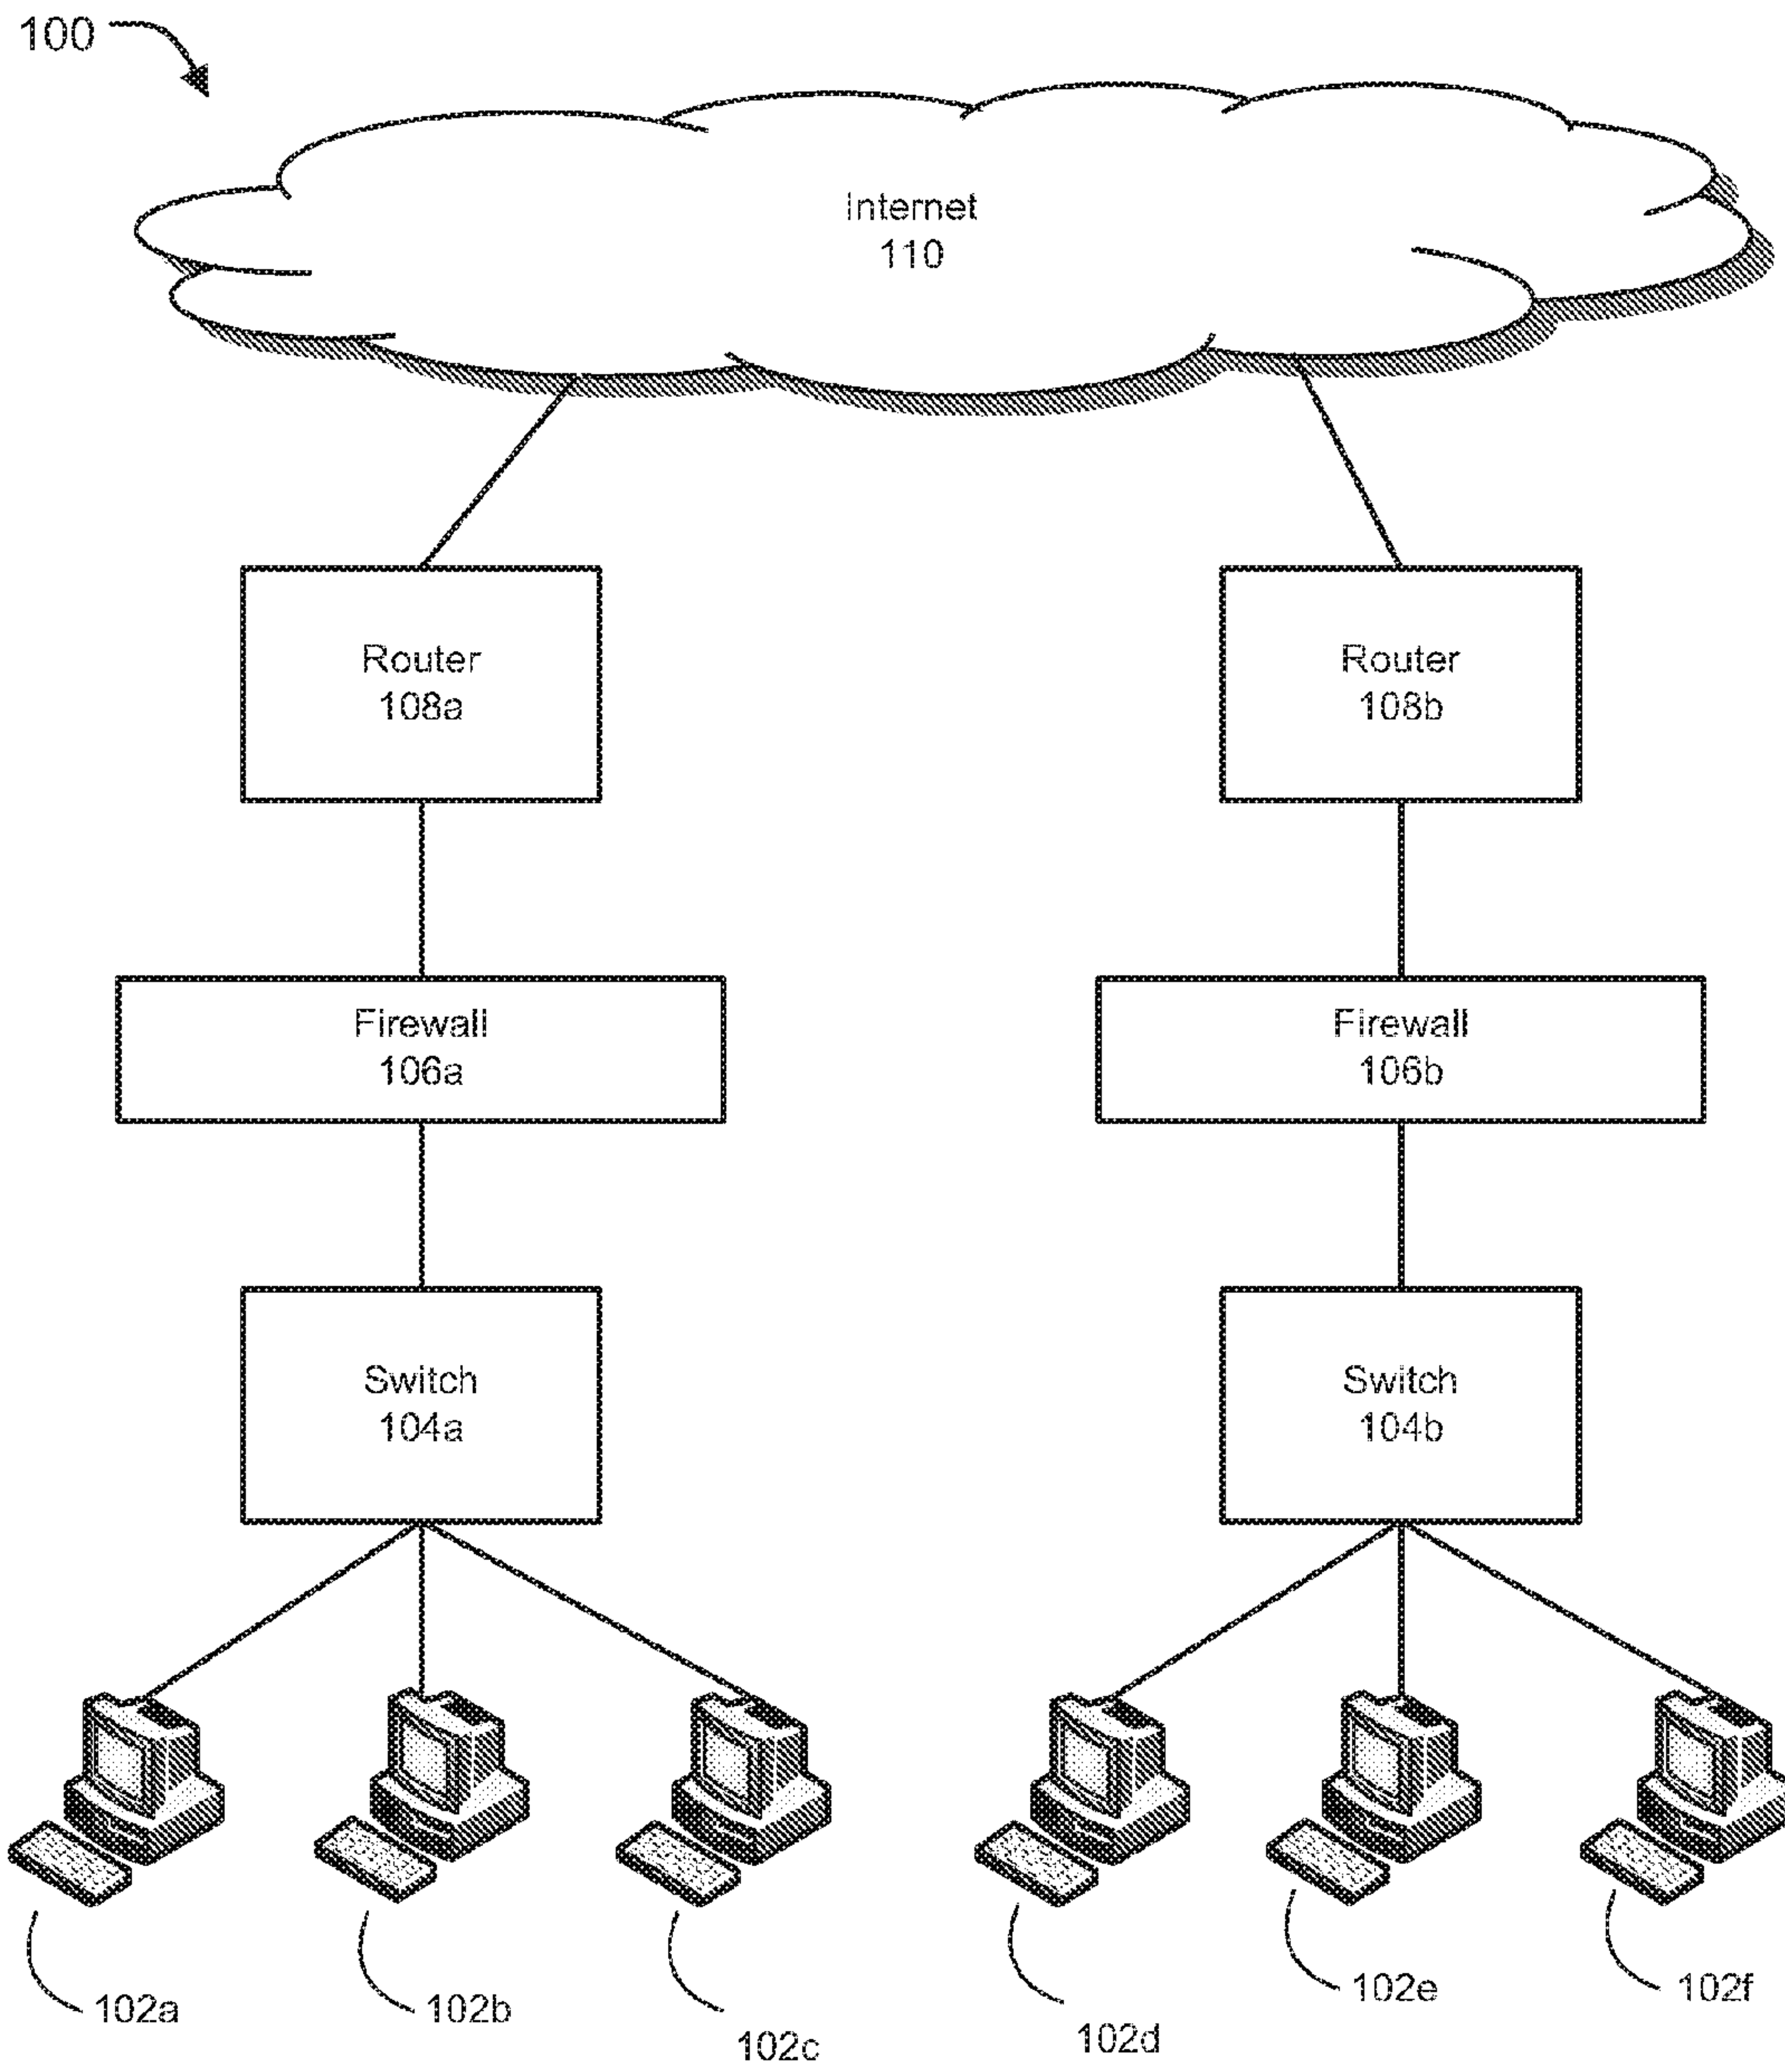 100
Internet
110
Router
108a
Router
108b
Firewall
106a
Firewall
106b
Switch
104a
Switch
104b
102a
102b
102c
102d
102e
102f